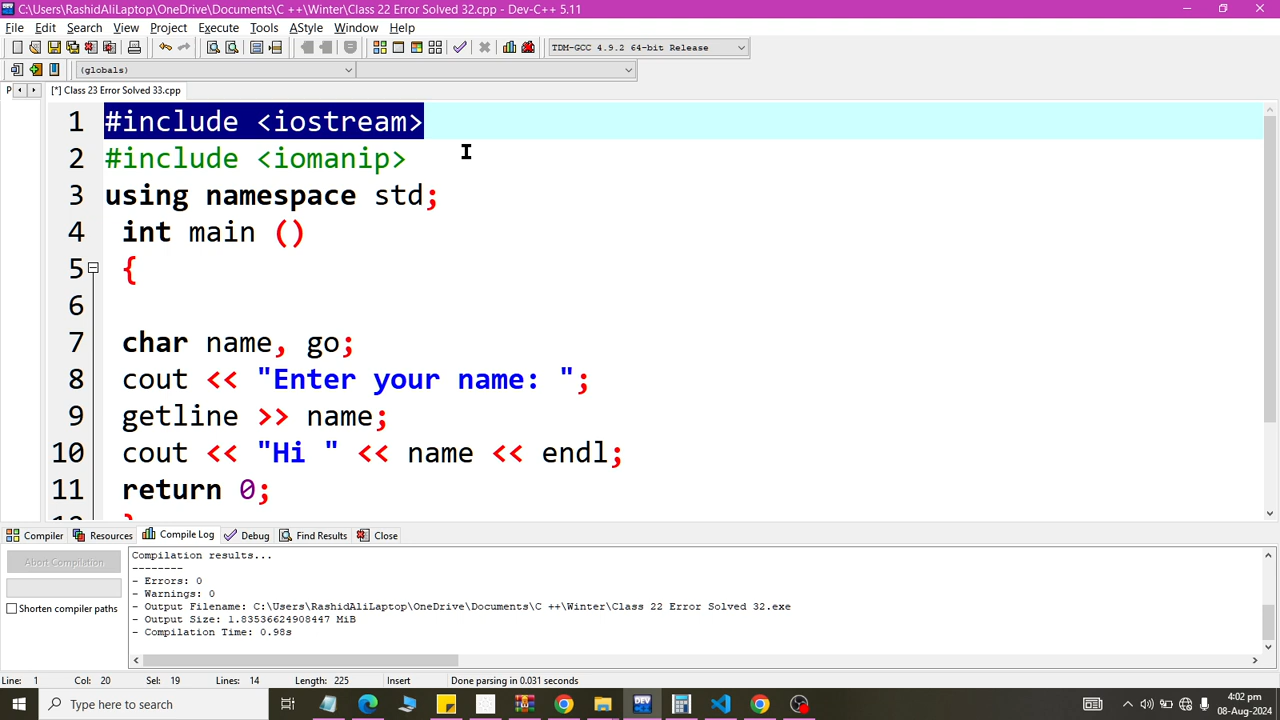 C:\Users\RashidAliLaptop\OneDrive\Documents\C ++\Winter\Class 22 Error Solved 32.cpp - Dev-C++ 5.11
File Edit Search View Project Execute Tools AStyle Window Help
TDM-GCC 4.9.2 64-bit Release
(globals)
P [*] Class 23 Error Solved 33.cpp
1 #include <iostream>
2 #include <iomanip>
3 using namespace std;
4 int main ()
5 {
6
7 char name, go;
8 cout << "Enter your name: ";
9 getline >> name;
10 cout << "Hi " << name << endl;
11 return 0;
Compiler Resources Compile Log Debug Find Results Close
Abort Compilation
Shorten compiler paths
Compilation results...
--------
- Errors: 0
- Warnings: 0
- Output Filename: C:\Users\RashidAliLaptop\OneDrive\Documents\C ++\Winter\Class 22 Error Solved 32.exe
- Output Size: 1.83536624908447 MiB
- Compilation Time: 0.98s
Line: 1 Col: 20 Sel: 19 Lines: 14 Length: 225 Insert Done parsing in 0.031 seconds
Type here to search
DEV
4:02 pm
08-Aug-2024